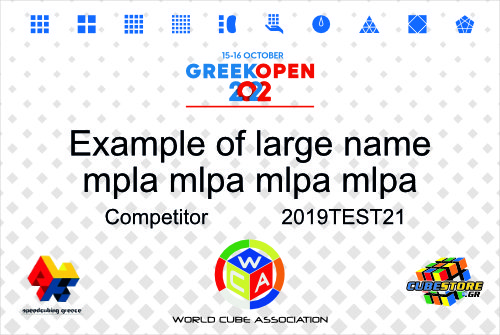 15-16 OCTOBER
GREEKOPEN
2022
Example of large name
mpla mlpa mlpa mlpa
Competitor 2019TEST21
WCA
CUBESTORE
.GR
speedcubing greece
WORLD CUBE ASSOCIATION